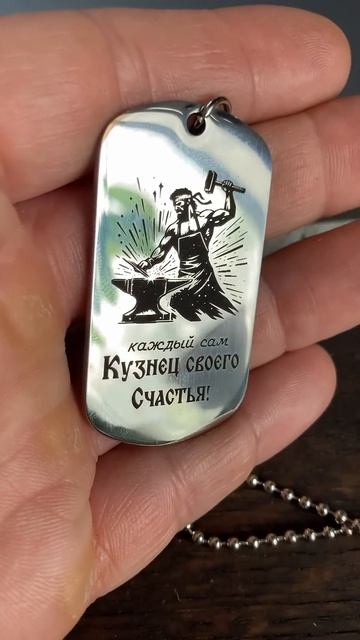 каждый сам
Кузнец своего
Счастья!